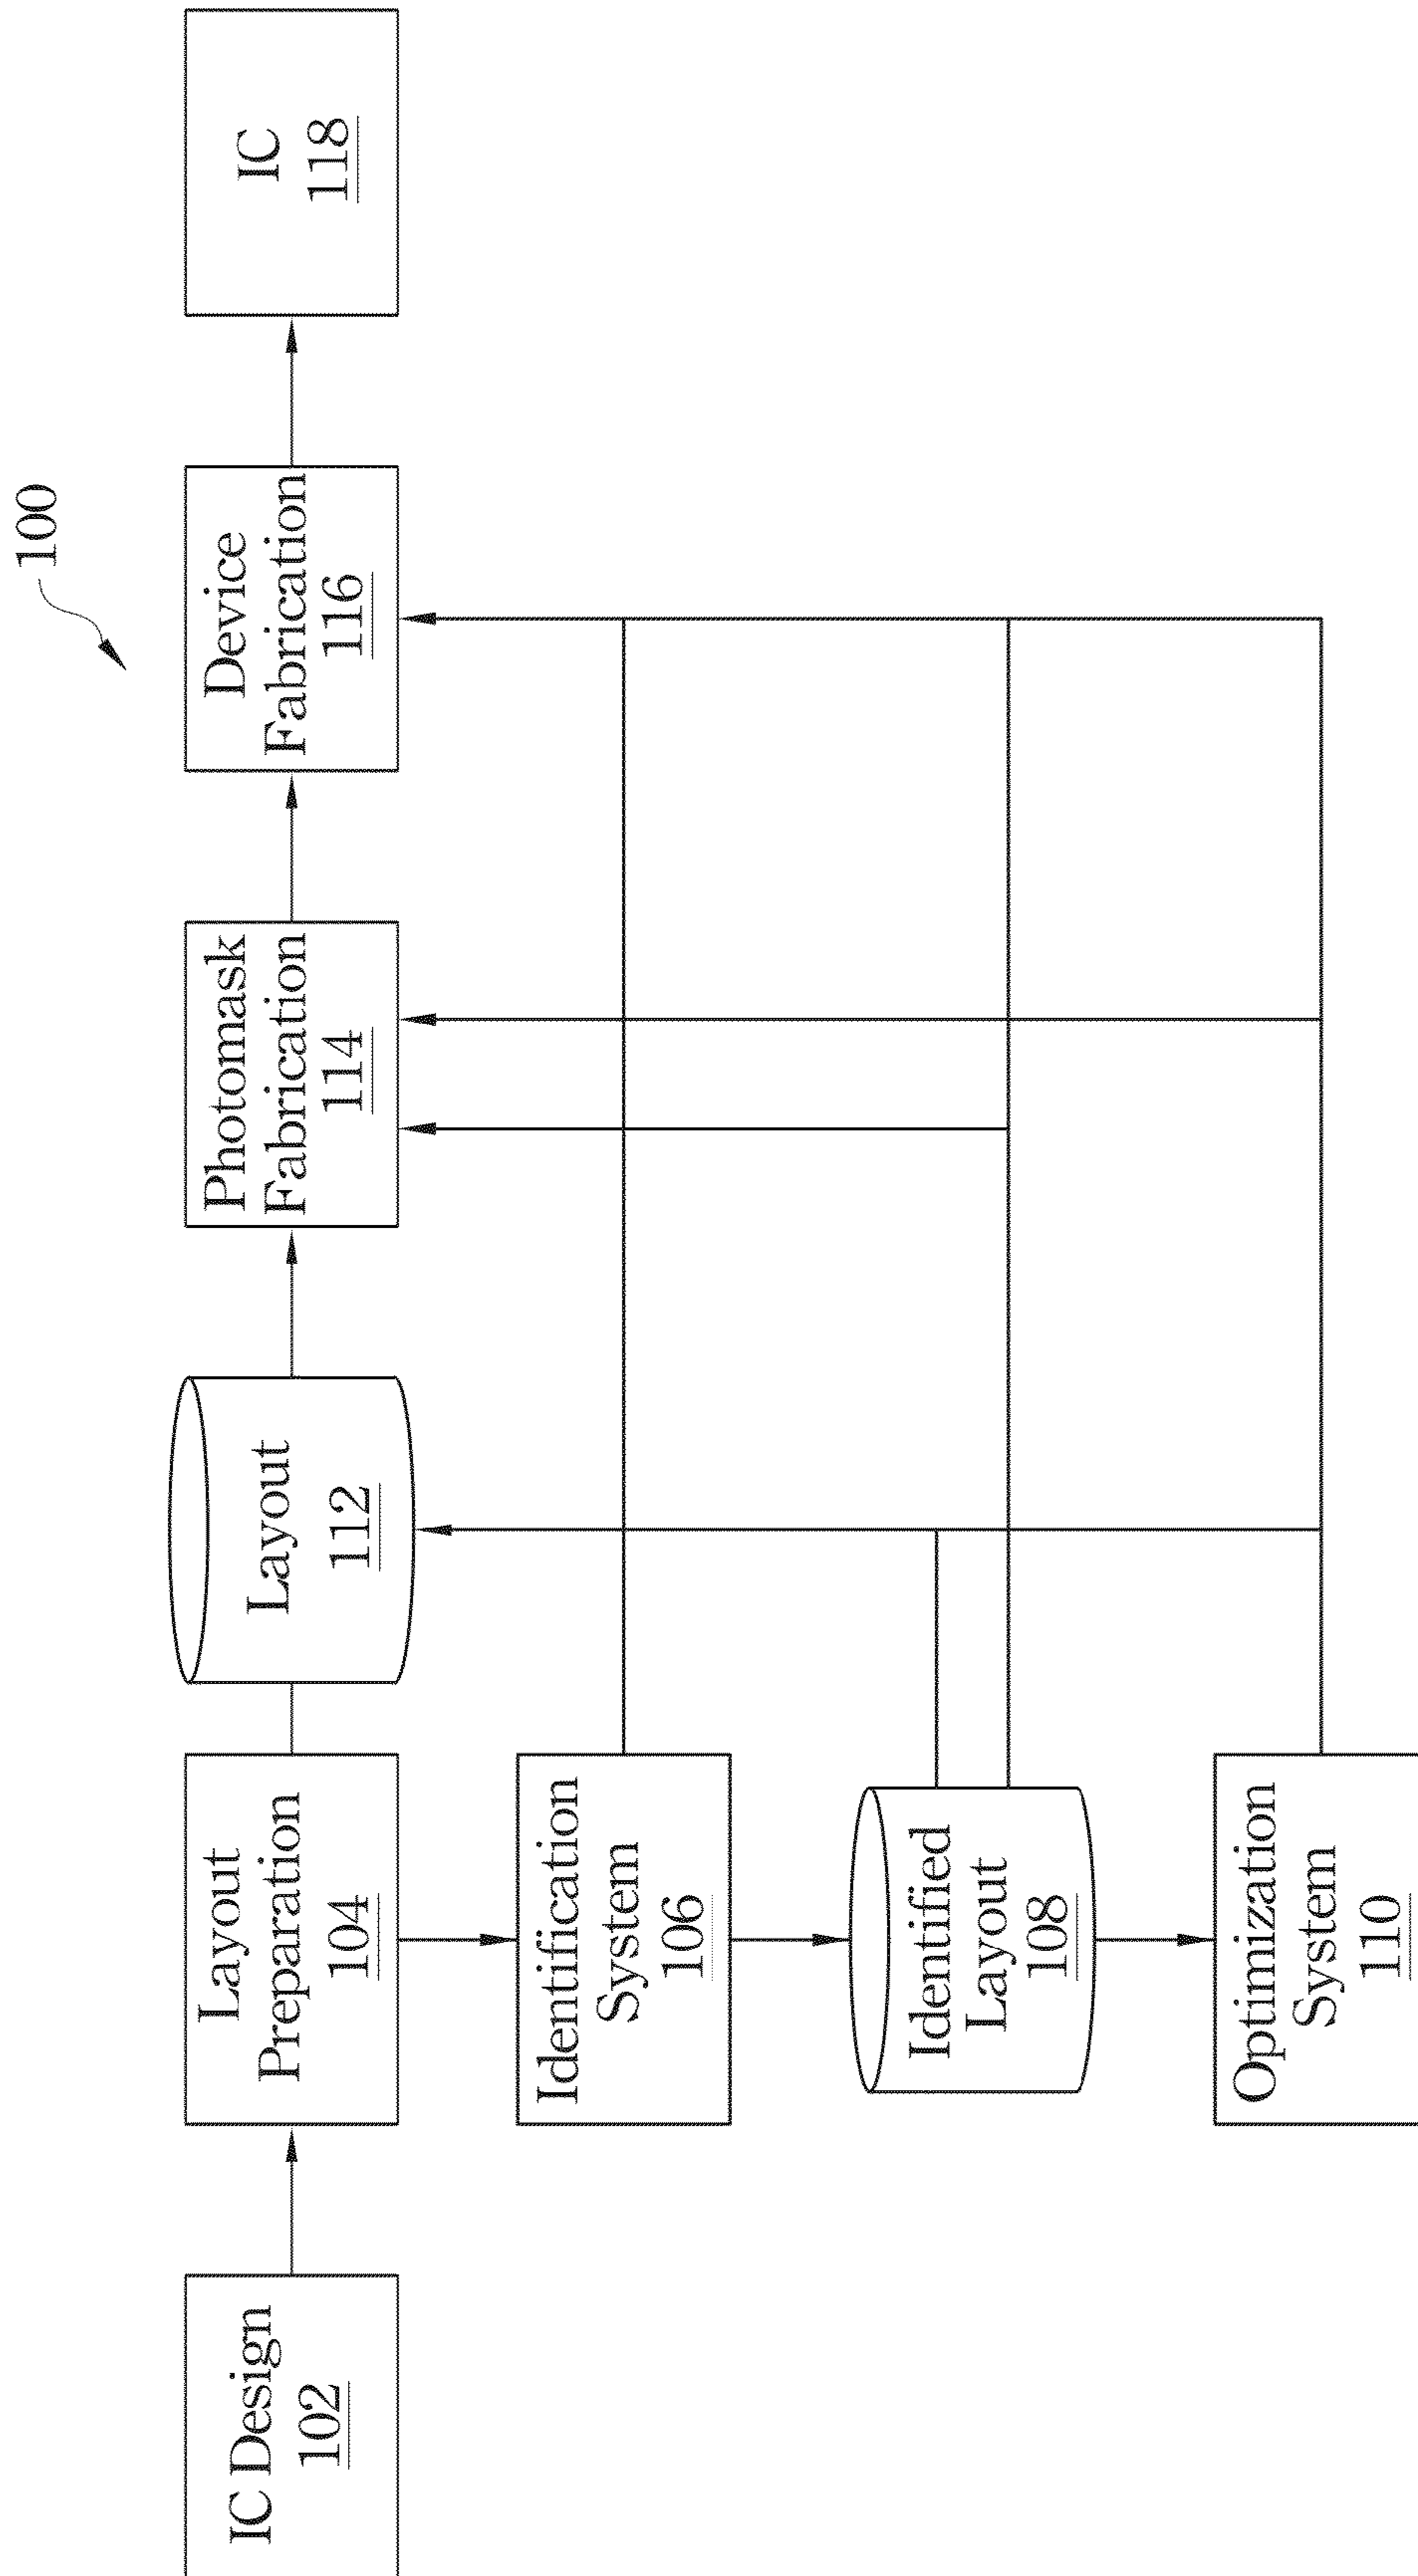 100
IC Design
102
Layout
Preparation
104
Layout
112
Photomask
Fabrication
114
Device
Fabrication
116
IC
118
Identification
System
106
Identified
Layout
108
Optimization
System
110